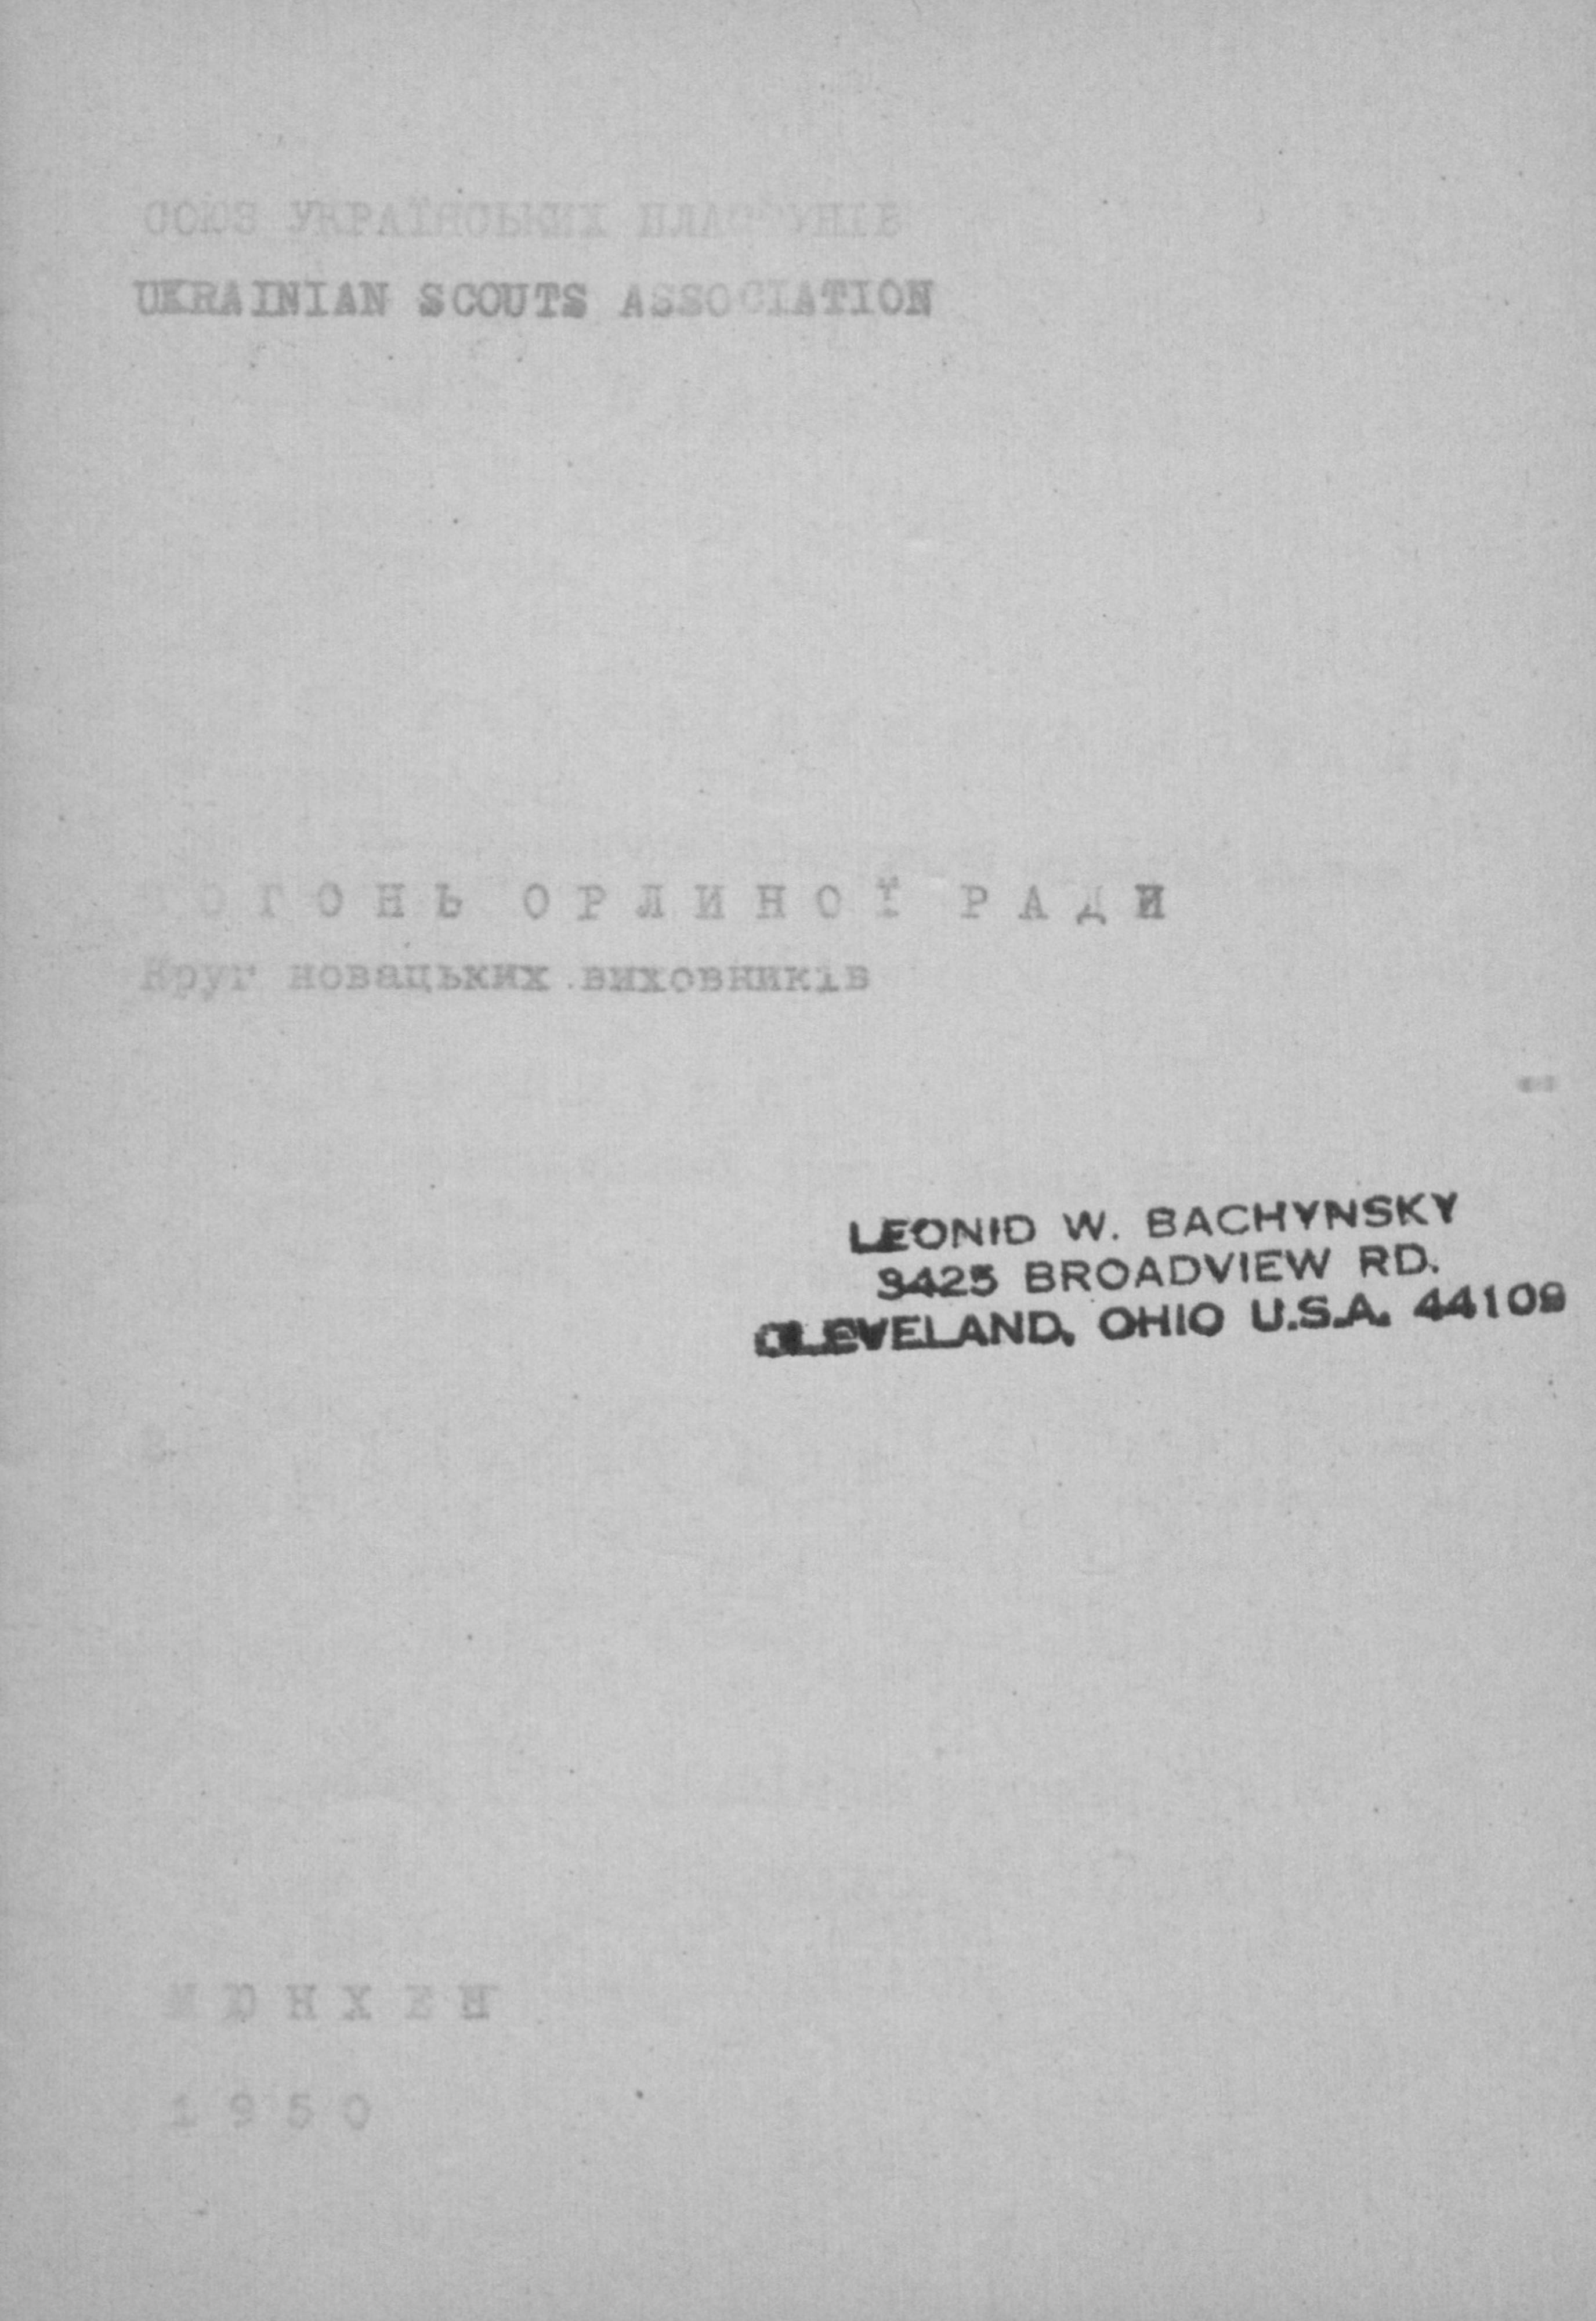 СОЮЗ УКРАЇНСЬКИХ ПЛАСТУНІВ
UKRAINIAN SCOUTS ASSOCIATION
ВОГОНЬ ОРЛИНОЇ РАДИ
Круг новацьких виховників
LEONID W. BACHYNSKY
3425 BROADVIEW RD.
CLEVELAND, OHIO U.S.A. 44109
МЮНХЕН
1950